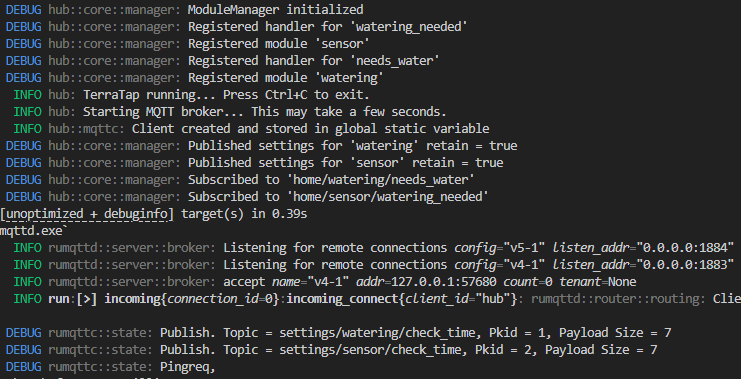 DEBUG hub::core::manager: ModuleManager initialized
DEBUG hub::core::manager: Registered handler for 'watering_needed'
DEBUG hub::core::manager: Registered module 'sensor'
DEBUG hub::core::manager: Registered handler for 'needs_water'
DEBUG hub::core::manager: Registered module 'watering'
INFO hub: TerraTap running... Press Ctrl+C to exit.
INFO hub: Starting MQTT broker... This may take a few seconds.
INFO hub::mqttc: Client created and stored in global static variable
DEBUG hub::core::manager: Published settings for 'watering' retain = true
DEBUG hub::core::manager: Published settings for 'sensor' retain = true
DEBUG hub::core::manager: Subscribed to 'home/watering/needs_water'
DEBUG hub::core::manager: Subscribed to 'home/sensor/watering_needed'
[unoptimized + debuginfo] target(s) in 0.39s
mqttd.exe`
INFO rumqttd::server::broker: Listening for remote connections config="v5-1" listen_addr="0.0.0.0:1884"
INFO rumqttd::server::broker: Listening for remote connections config="v4-1" listen_addr="0.0.0.0:1883"
INFO rumqttd::server::broker: accept name="v4-1" addr=127.0.0.1:57680 count=0 tenant=None
INFO run:[>] incoming{connection_id=0}:incoming_connect{client_id="hub"}: rumqttd::router::routing: Clie
DEBUG rumqttc::state: Publish. Topic = settings/watering/check_time, Pkid = 1, Payload Size = 7
DEBUG rumqttc::state: Publish. Topic = settings/sensor/check_time, Pkid = 2, Payload Size = 7
DEBUG rumqttc::state: Pingreq,